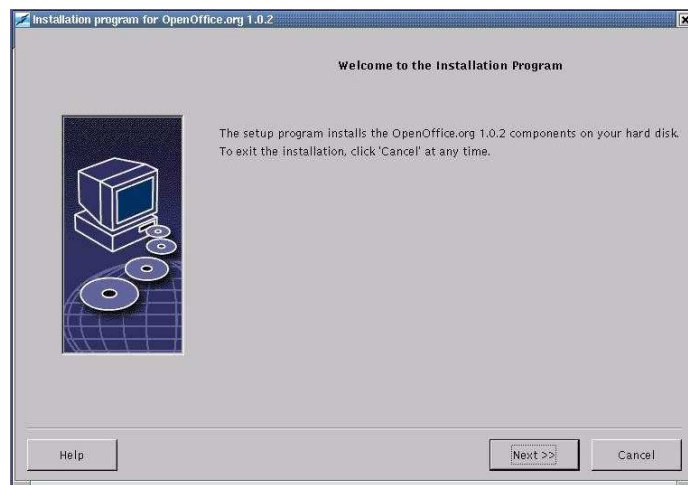 Installation program for OpenOffice.org 1.0.2
Welcome to the Installation Program
The setup program installs the OpenOffice.org 1.0.2 components on your hard disk.
To exit the installation, click 'Cancel' at any time.
Help
Next >>
Cancel